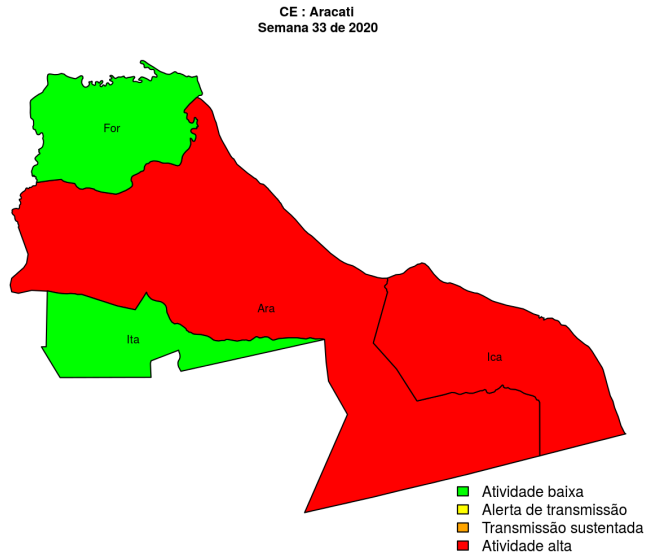 CE : Aracati
Semana 33 de 2020
For
Ara
Ita
Ica
Atividade baixa
Alerta de transmissão
Transmissão sustentada
Atividade alta